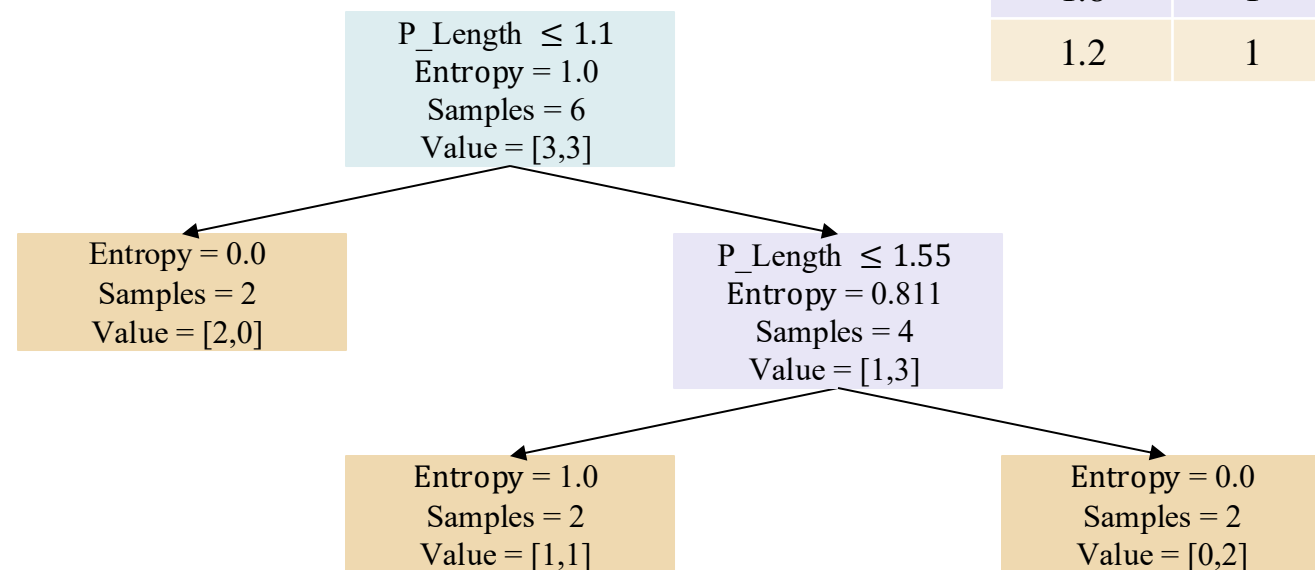 P_Length ≤ 1.1
Entropy = 1.0
Samples = 6
Value = [3,3]
1.2 1
Entropy = 0.0
Samples = 2
Value = [2,0]
P_Length ≤ 1.55
Entropy = 0.811
Samples = 4
Value = [1,3]
Entropy = 1.0
Samples = 2
Value = [1,1]
Entropy = 0.0
Samples = 2
Value = [0,2]